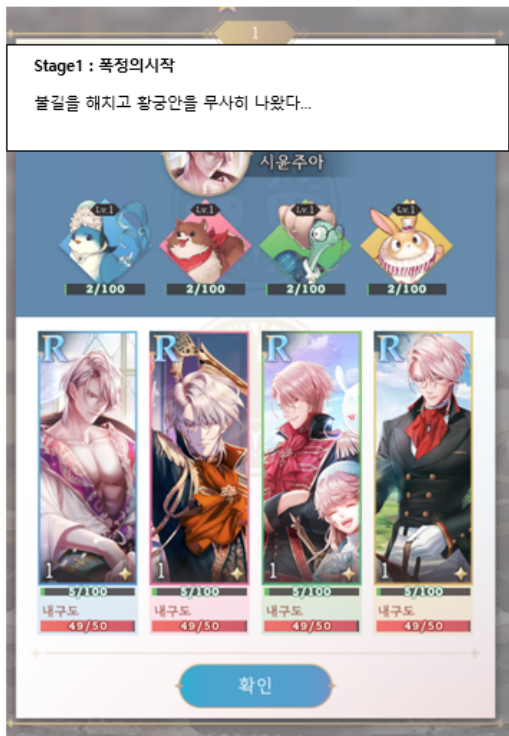 1
Stage1 : 폭정의시작
불길을 해치고 황궁안을 무사히 나왔다...
시윤주아
Lv.1 Lv.1 Lv.1 Lv.1
2/100 2/100 2/100 2/100
R R R R
1 1 1 1
5/100 5/100 5/100 5/100
내구도 내구도 내구도 내구도
49/50 49/50 49/50 49/50
확인